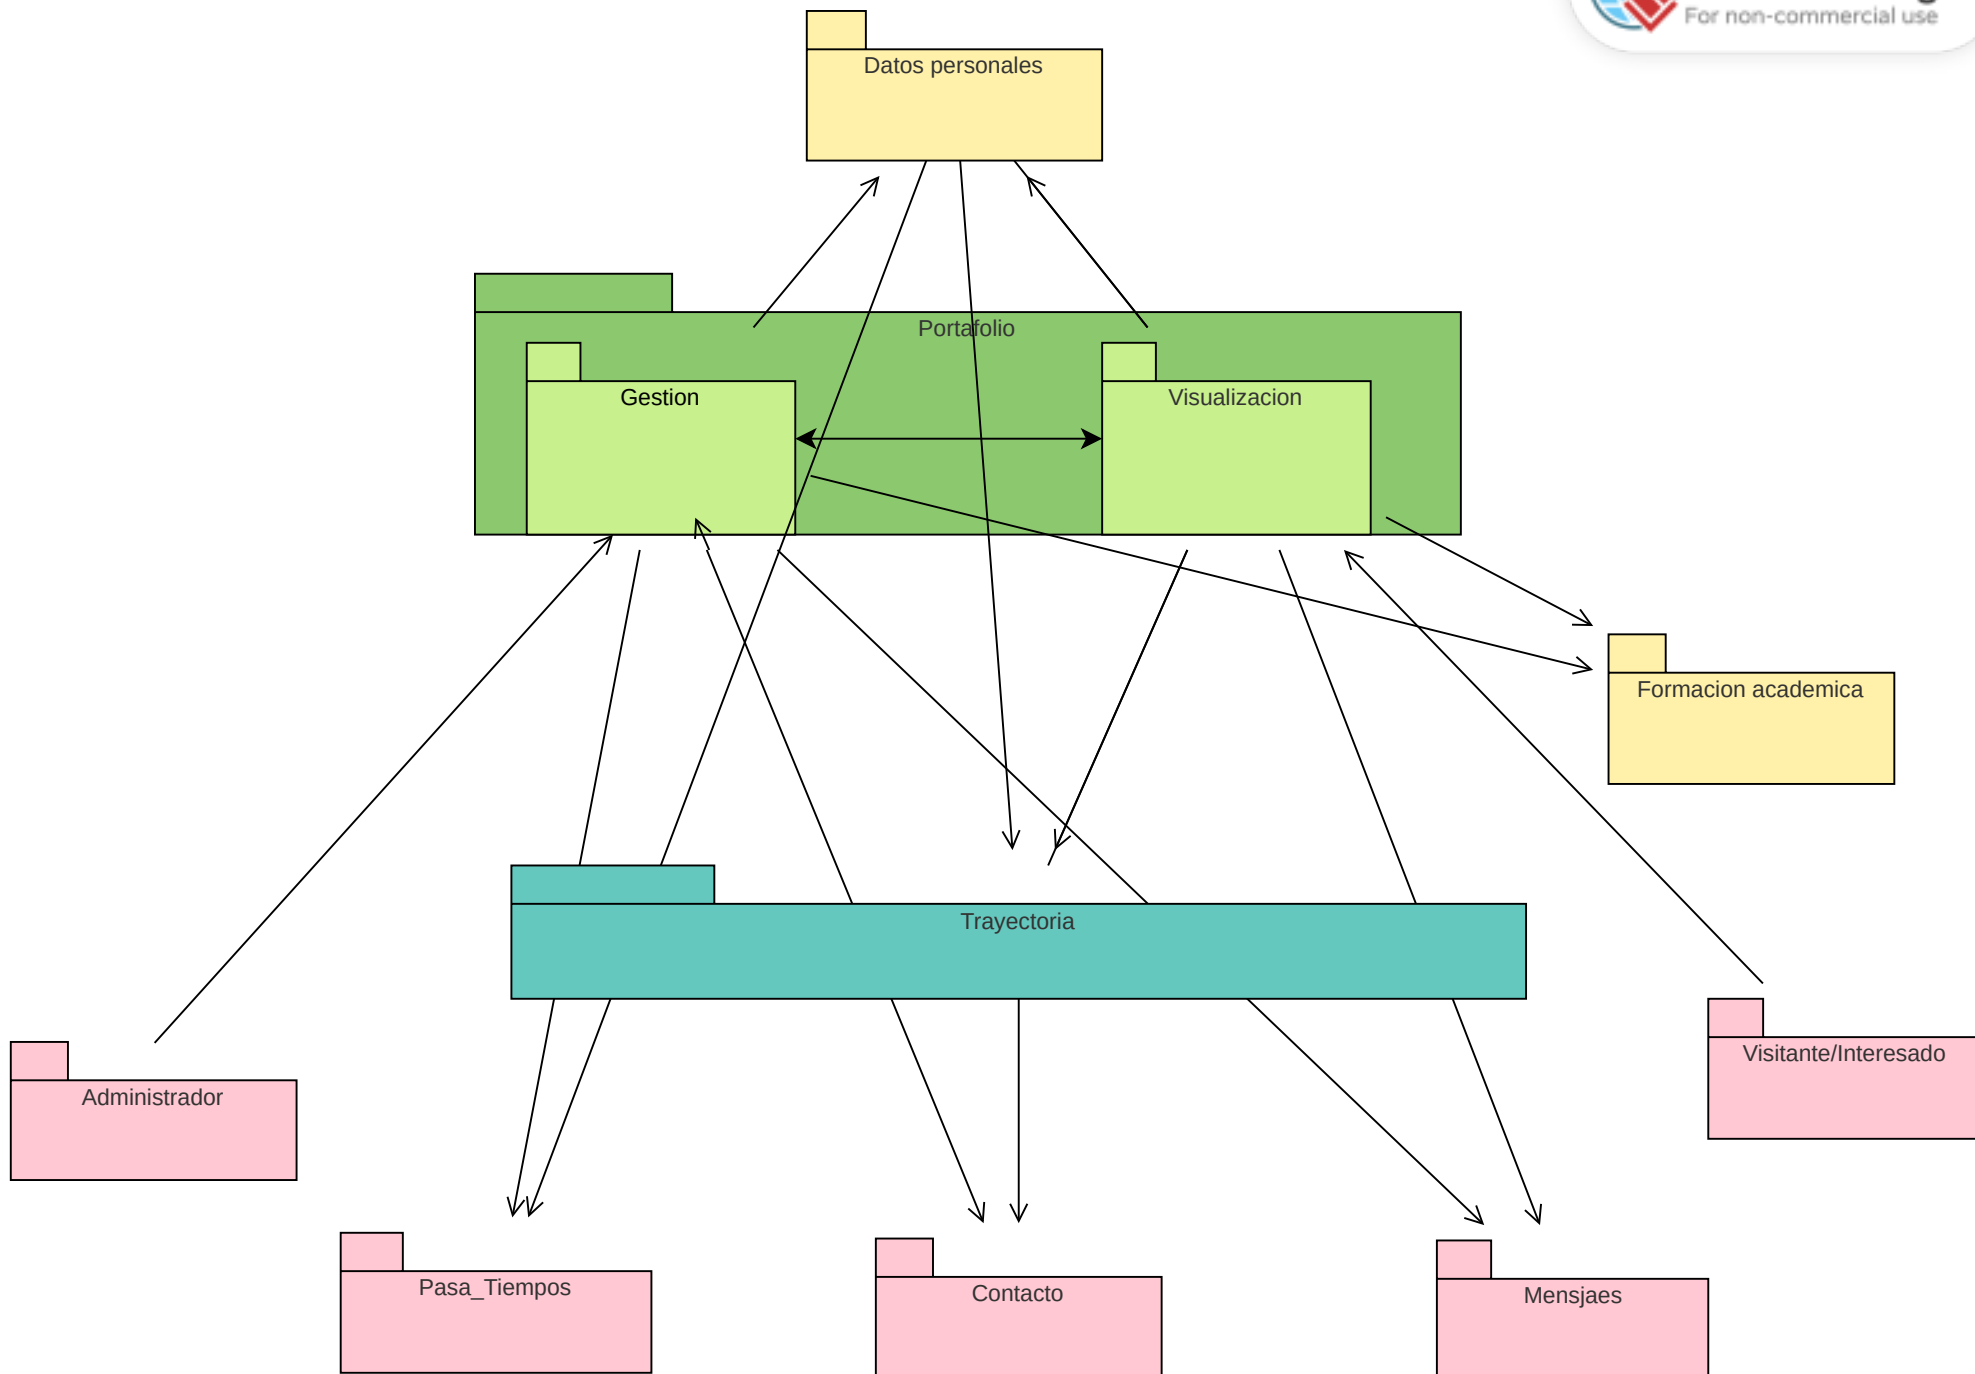 For non-commercial use
Datos personales
Portafolio
Gestion
Visualizacion
Formacion academica
Trayectoria
Visitante/Interesado
Administrador
Pasa_Tiempos
Contacto
Mensjaes